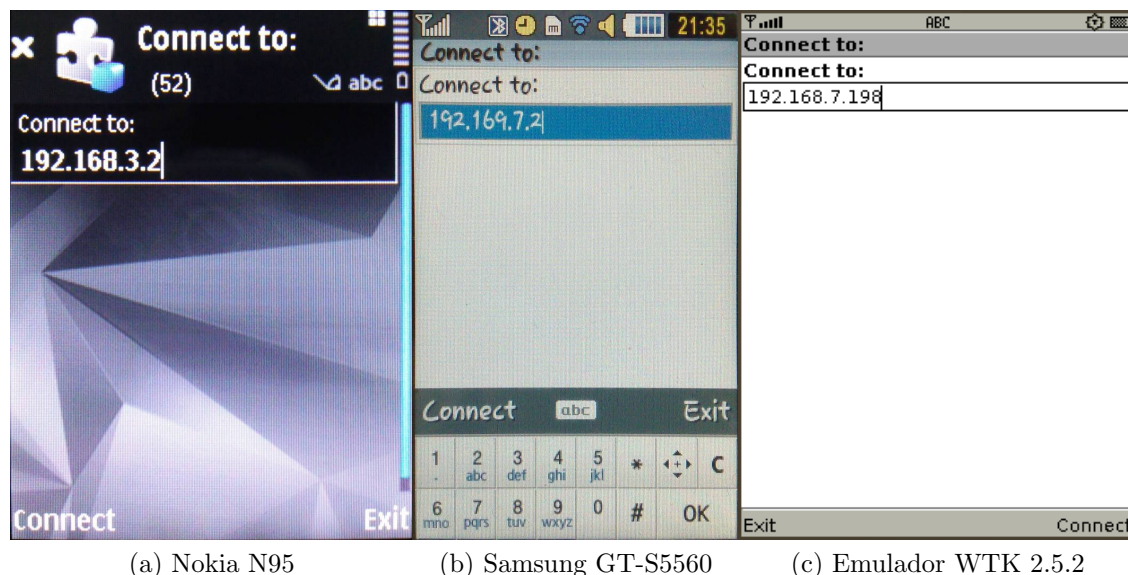 Connect to:
(52)
abc
Connect to:
192.168.3.2
Connect
Exit
21:35
Connect to:
Connect to:
192.169.7.2
Connect
abc
Exit
1 2 3 4 5 * C
. abc def ghi jkl
6 7 8 9 0 # OK
mno pqrs tuv wxyz
ABC
Connect to:
Connect to:
192.168.7.198
Exit
Connect
(a) Nokia N95
(b) Samsung GT-S5560
(c) Emulador WTK 2.5.2